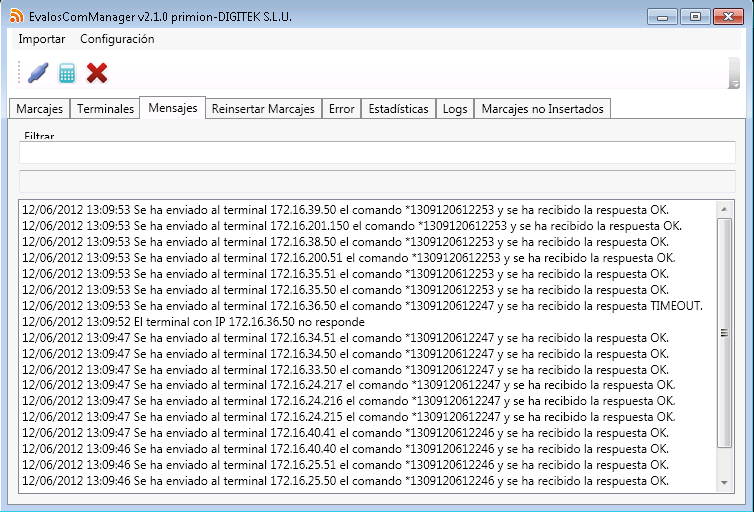 EvalosComManager v2.1.0 primion-DIGITEK S.L.U.
Importar Configuración
Marcajes Terminales Mensajes Reinsertar Marcajes Error Estadísticas Logs Marcajes no Insertados
Filtrar
12/06/2012 13:09:53 Se ha enviado al terminal 172.16.39.50 el comando *1309120612253 y se ha recibido la respuesta OK.
12/06/2012 13:09:53 Se ha enviado al terminal 172.16.201.150 el comando *1309120612253 y se ha recibido la respuesta OK.
12/06/2012 13:09:53 Se ha enviado al terminal 172.16.38.50 el comando *1309120612253 y se ha recibido la respuesta OK.
12/06/2012 13:09:53 Se ha enviado al terminal 172.16.200.51 el comando *1309120612253 y se ha recibido la respuesta OK.
12/06/2012 13:09:53 Se ha enviado al terminal 172.16.35.51 el comando *1309120612253 y se ha recibido la respuesta OK.
12/06/2012 13:09:53 Se ha enviado al terminal 172.16.35.50 el comando *1309120612253 y se ha recibido la respuesta OK.
12/06/2012 13:09:53 Se ha enviado al terminal 172.16.36.50 el comando *1309120612247 y se ha recibido la respuesta TIMEOUT.
12/06/2012 13:09:52 El terminal con IP 172.16.36.50 no responde
12/06/2012 13:09:47 Se ha enviado al terminal 172.16.34.51 el comando *1309120612247 y se ha recibido la respuesta OK.
12/06/2012 13:09:47 Se ha enviado al terminal 172.16.34.50 el comando *1309120612247 y se ha recibido la respuesta OK.
12/06/2012 13:09:47 Se ha enviado al terminal 172.16.33.50 el comando *1309120612247 y se ha recibido la respuesta OK.
12/06/2012 13:09:47 Se ha enviado al terminal 172.16.24.217 el comando *1309120612247 y se ha recibido la respuesta OK.
12/06/2012 13:09:47 Se ha enviado al terminal 172.16.24.216 el comando *1309120612247 y se ha recibido la respuesta OK.
12/06/2012 13:09:47 Se ha enviado al terminal 172.16.24.215 el comando *1309120612247 y se ha recibido la respuesta OK.
12/06/2012 13:09:47 Se ha enviado al terminal 172.16.40.41 el comando *1309120612246 y se ha recibido la respuesta OK.
12/06/2012 13:09:46 Se ha enviado al terminal 172.16.40.40 el comando *1309120612246 y se ha recibido la respuesta OK.
12/06/2012 13:09:46 Se ha enviado al terminal 172.16.25.51 el comando *1309120612246 y se ha recibido la respuesta OK.
12/06/2012 13:09:46 Se ha enviado al terminal 172.16.25.50 el comando *1309120612246 y se ha recibido la respuesta OK.